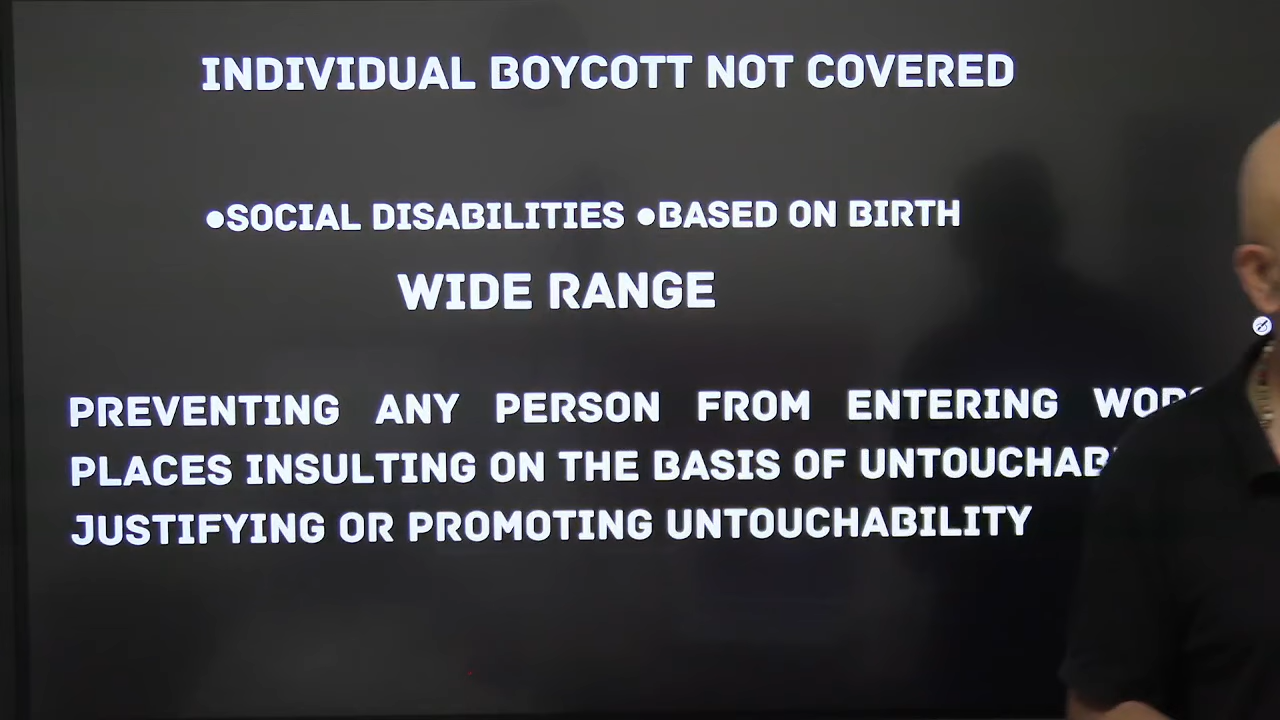 INDIVIDUAL BOYCOTT NOT COVERED
●SOCIAL DISABILITIES ●BASED ON BIRTH
WIDE RANGE
PREVENTING ANY PERSON FROM ENTERING
PLACES INSULTING ON THE BASIS OF
JUSTIFYING OR PROMOTING UNTOUCHABILITY